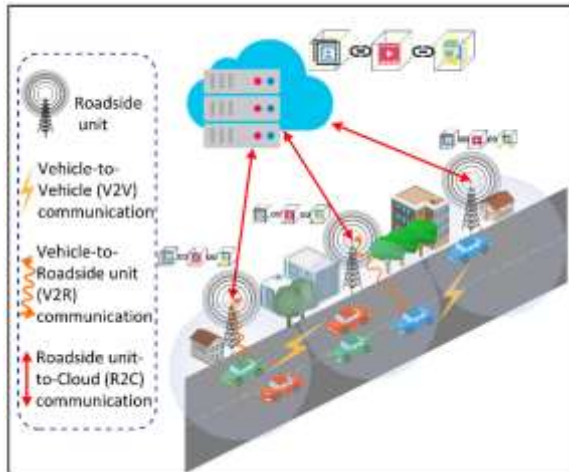 Roadside
unit
Vehicle-to-
Vehicle (V2V)
communication
Vehicle-to-
Roadside unit
(V2R)
communication
Roadside unit-
to-Cloud (R2C)
communication